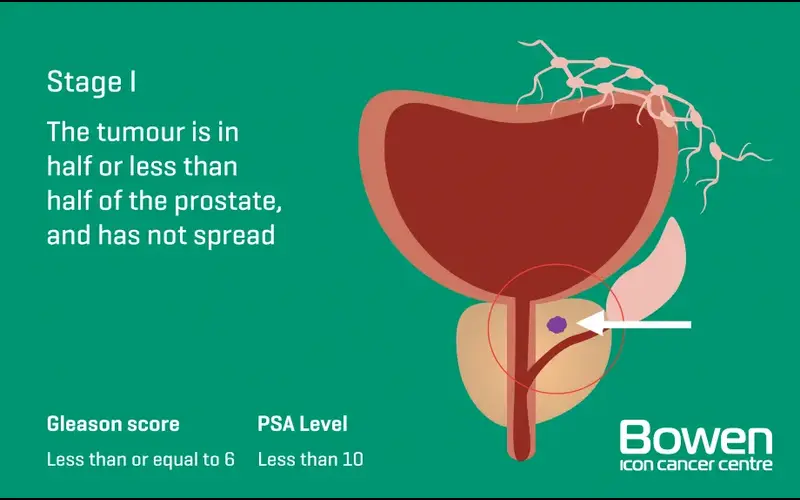 Stage I
The tumour is in
half or less than
half of the prostate,
and has not spread
Gleason score
Less than or equal to 6
PSA Level
Less than 10
Bowen
icon cancer centre